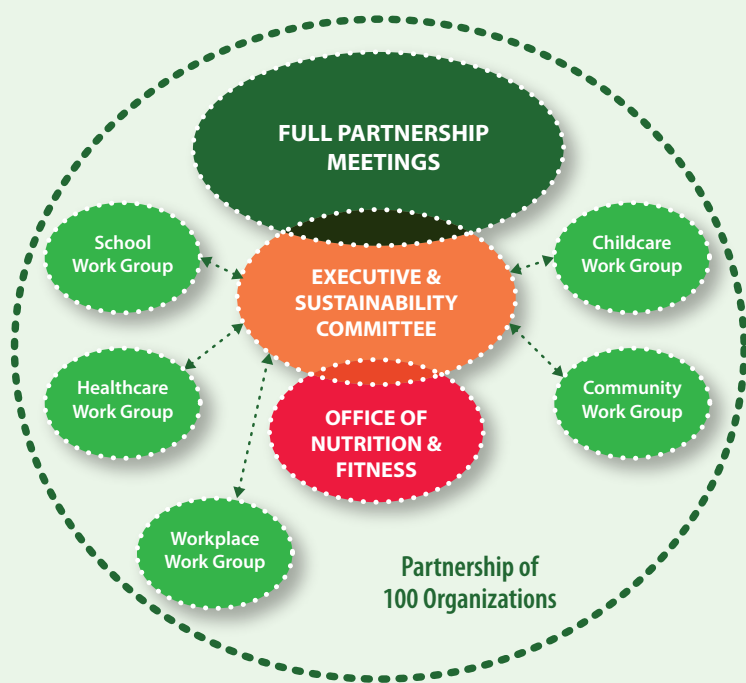 FULL PARTNERSHIP
MEETINGS
School
Work Group
Childcare
Work Group
EXECUTIVE &
SUSTAINABILITY
COMMITTEE
Healthcare
Work Group
Community
Work Group
OFFICE OF
NUTRITION &
FITNESS
Workplace
Work Group
Partnership of
100 Organizations